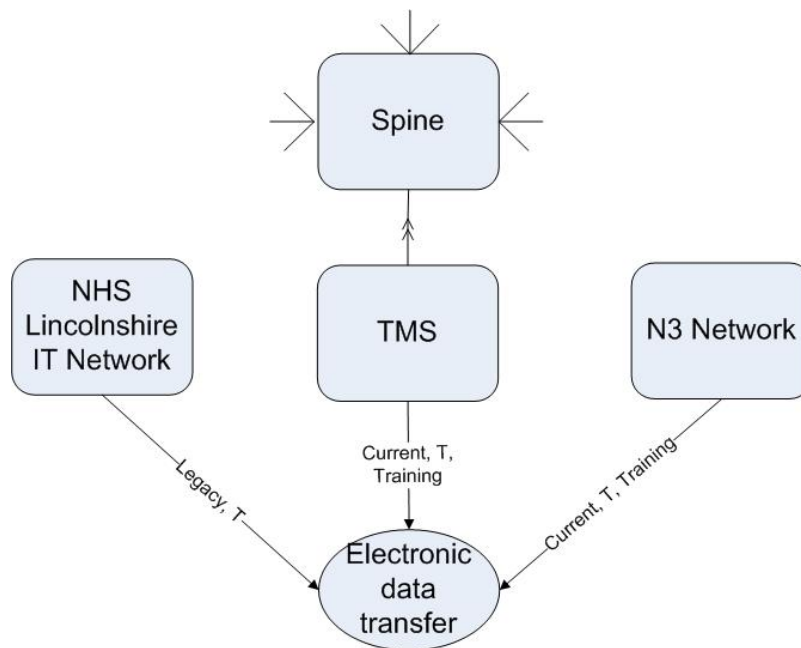 Spine
NHS
Lincolnshire
IT Network
TMS
N3 Network
Legacy, T
Current, T,
Training
Current, T, Training
Electronic
data
transfer